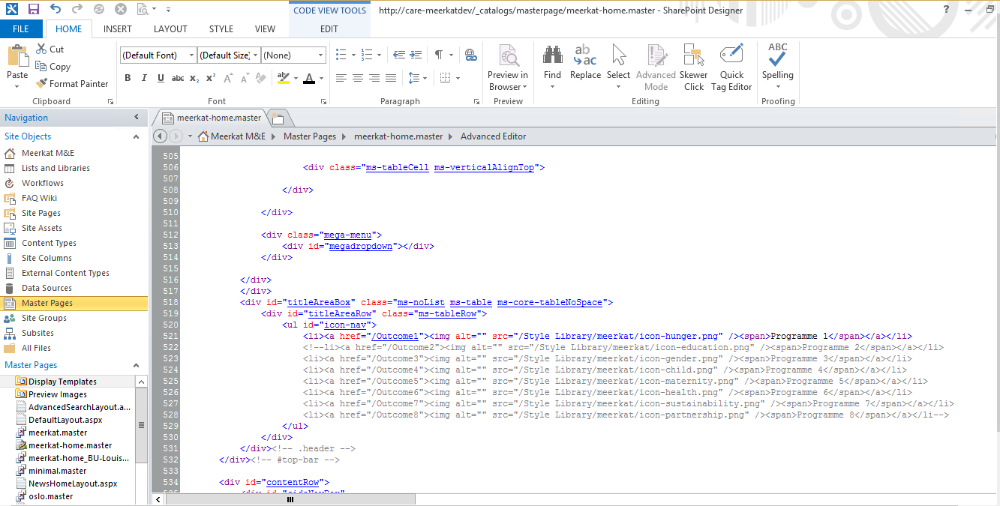 CODE VIEW TOOLS
http://care-meerkatdev/_catalogs/masterpage/meerkat-home.master - SharePoint Designer
?
FILE HOME INSERT LAYOUT STYLE VIEW EDIT
Paste
Cut
Copy
Format Painter
Clipboard
(Default Font) (Default Size) (None)
B I U abc x₂ x² A A A
Font
Paragraph
Preview in Browser
Preview
Find
ab ac
Replace
Select
Advanced Mode
Skewer Click
Quick Tag Editor
Editing
ABC
Spelling
Proofing
Navigation
Site Objects
Meerkat M&E
Lists and Libraries
Workflows
FAQ Wiki
Site Pages
Site Assets
Content Types
Site Columns
External Content Types
Data Sources
Master Pages
Site Groups
Subsites
All Files
Master Pages
Display Templates
Preview Images
AdvancedSearchLayout.a...
DefaultLayout.aspx
meerkat.master
meerkat-home.master
meerkat-home_BU-Louis...
minimal.master
NewsHomeLayout.aspx
oslo.master
meerkat-home.master
Meerkat M&E Master Pages meerkat-home.master Advanced Editor
505
506 <div class="ms-tableCell ms-verticalAlignTop">
507
508 </div>
509
510 </div>
511
512 <div class="mega-menu">
513 <div id="megadropdown"></div>
514 </div>
515
516 </div>
517 </div>
518 <div id="titleAreaBox" class="ms-noList ms-table ms-core-tableNoSpace">
519 <div id="titleAreaRow" class="ms-tableRow">
520 <ul id="icon-nav">
521 <li><a href="/Outcome1"><img alt="" src="/Style Library/meerkat/icon-hunger.png" /><span>Programme 1</span></a></li>
522 <!--li><a href="/Outcome2"><img alt="" src="/Style Library/meerkat/icon-education.png" /><span>Programme 2</span></a></li>
523 <li><a href="/Outcome3"><img alt="" src="/Style Library/meerkat/icon-gender.png" /><span>Programme 3</span></a></li>
524 <li><a href="/Outcome4"><img alt="" src="/Style Library/meerkat/icon-child.png" /><span>Programme 4</span></a></li>
525 <li><a href="/Outcome5"><img alt="" src="/Style Library/meerkat/icon-maternity.png" /><span>Programme 5</span></a></li>
526 <li><a href="/Outcome6"><img alt="" src="/Style Library/meerkat/icon-health.png" /><span>Programme 6</span></a></li>
527 <li><a href="/Outcome7"><img alt="" src="/Style Library/meerkat/icon-sustainability.png" /><span>Programme 7</span></a></li>
528 <li><a href="/Outcome8"><img alt="" src="/Style Library/meerkat/icon-partnership.png" /><span>Programme 8</span></a></li-->
529 </ul>
530 </div>
531 </div><!-- .header -->
532 </div><!-- #top-bar -->
533
534 <div id="contentRow">